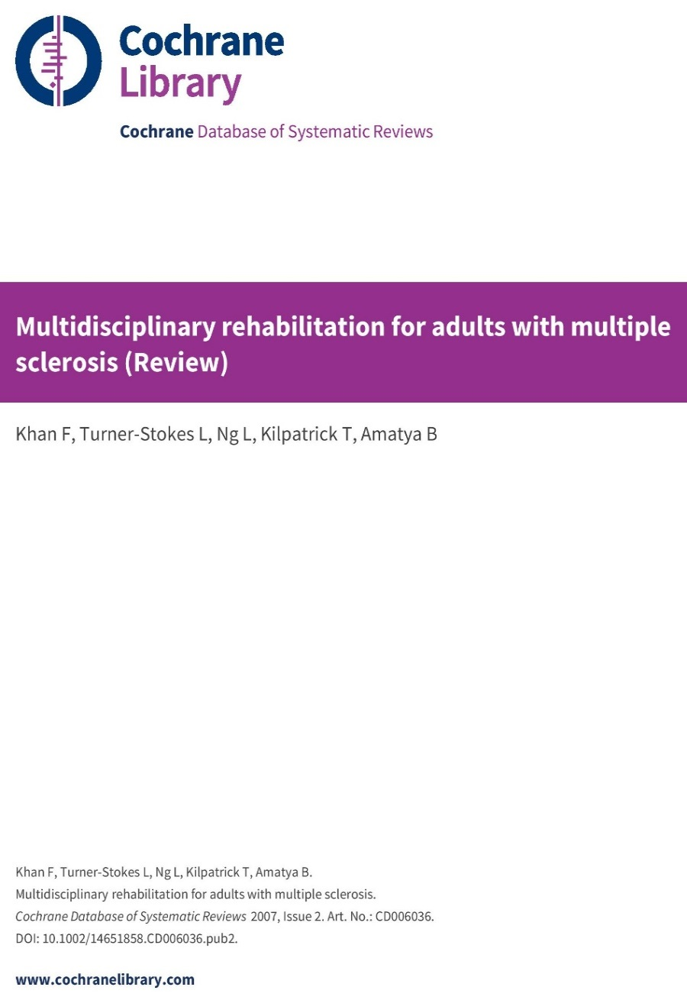 Cochrane
Library
Cochrane Database of Systematic Reviews
Multidisciplinary rehabilitation for adults with multiple
sclerosis (Review)
Khan F, Turner-Stokes L, Ng L, Kilpatrick T, Amatya B
Khan F, Turner-Stokes L, Ng L, Kilpatrick T, Amatya B.
Multidisciplinary rehabilitation for adults with multiple sclerosis.
Cochrane Database of Systematic Reviews 2007, Issue 2. Art. No.: CD006036.
DOI: 10.1002/14651858.CD006036.pub2.
www.cochranelibrary.com